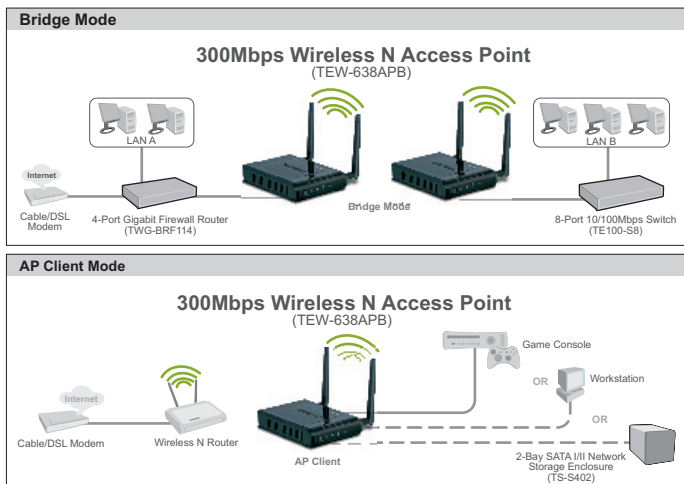 Bridge Mode
300Mbps Wireless N Access Point
(TEW-638APB)
LAN A
LAN B
Internet
Cable/DSL
Modem
4-Port Gigabit Firewall Router
(TWG-BRF114)
Bridge Mode
8-Port 10/100Mbps Switch
(TE100-S8)
AP Client Mode
300Mbps Wireless N Access Point
(TEW-638APB)
Game Console
OR
Workstation
Internet
OR
Cable/DSL Modem
Wireless N Router
AP Client
2-Bay SATA I/II Network
Storage Enclosure
(TS-S402)